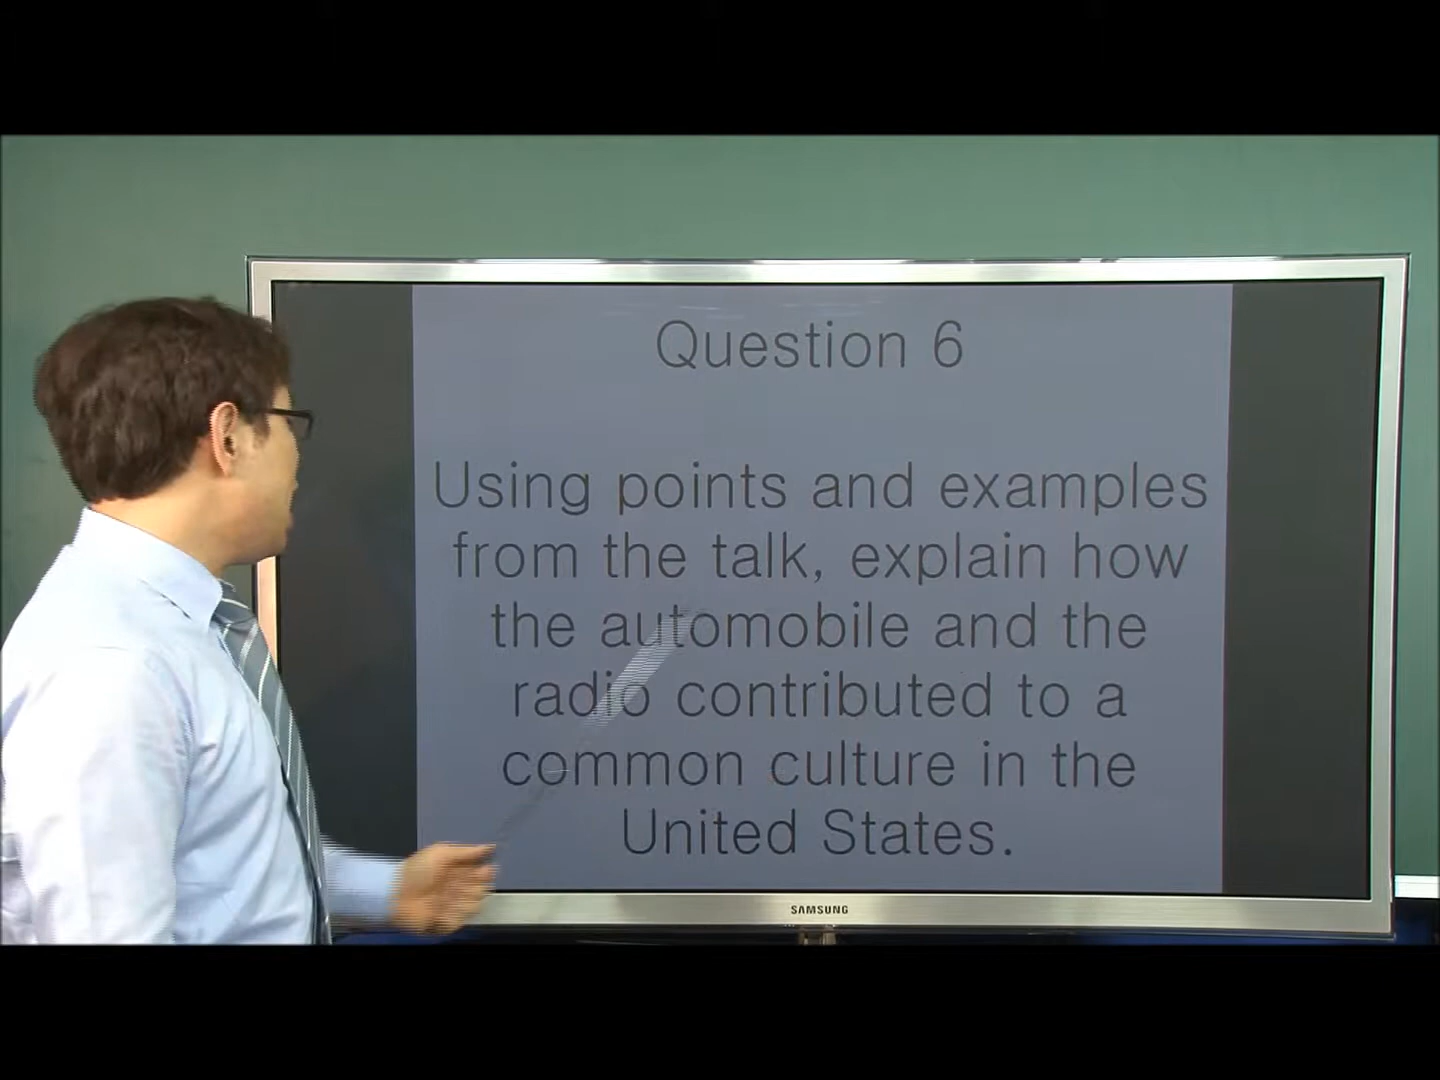 Question 6
Using points and examples
from the talk, explain how
the automobile and the
radio contributed to a
common culture in the
United States.
SAMSUNG